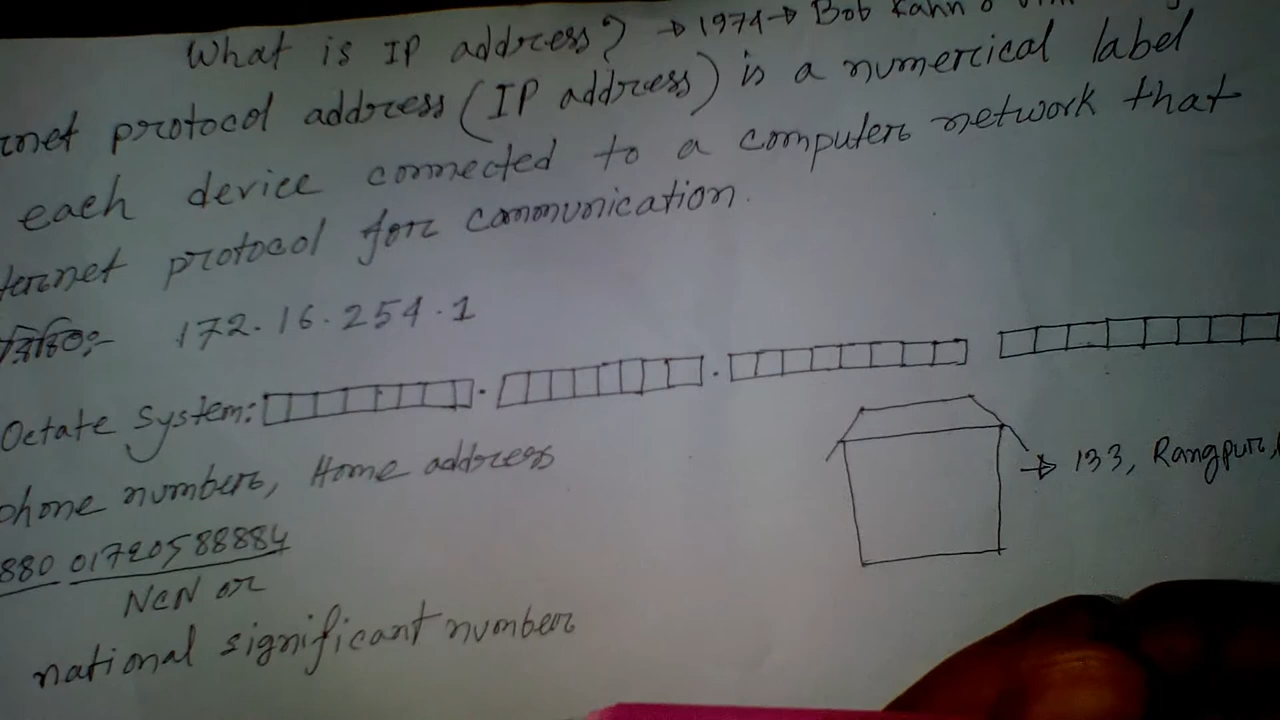 What is IP address? → 1974 → Bob Kahn &
rnet protocol address (IP address) is a numerical label
each device connected to a computer network that
ternet protocol for communication.
172.16.254.1
Octate System:
phone number, Home address
133, Rangpur,
880 01720588884
NCN or
national significant number